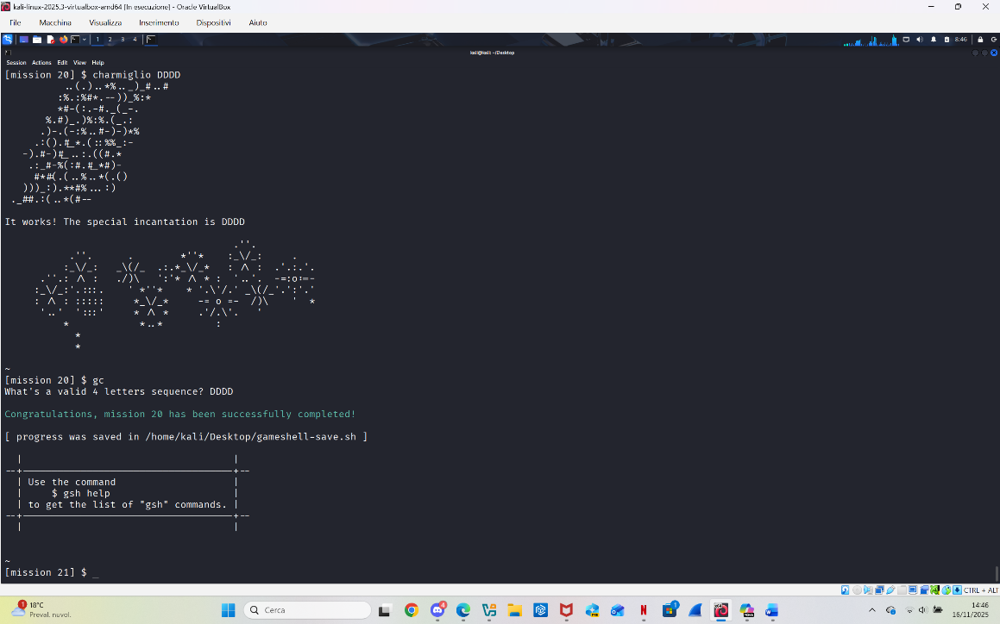 kali-linux-2025.3-virtualbox-amd64 [In esecuzione] - Oracle VirtualBox
File Macchina Visualizza Inserimento Dispositivi Aiuto
1 2 3 4 8:46
kali@kali: ~/Desktop
Session Actions Edit View Help
[mission 20] $ charmiglio DDDD
It works! The special incantation is DDDD
~
[mission 20] $ gc
What's a valid 4 letters sequence? DDDD
Congratulations, mission 20 has been successfully completed!
[ progress was saved in /home/kali/Desktop/gameshell-save.sh ]
Use the command
$ gsh help
to get the list of "gsh" commands.
~
[mission 21] $ _
CTRL + ALT
1 18°C
Preval. nuvol.
Cerca
4
1
14:46
16/11/2025